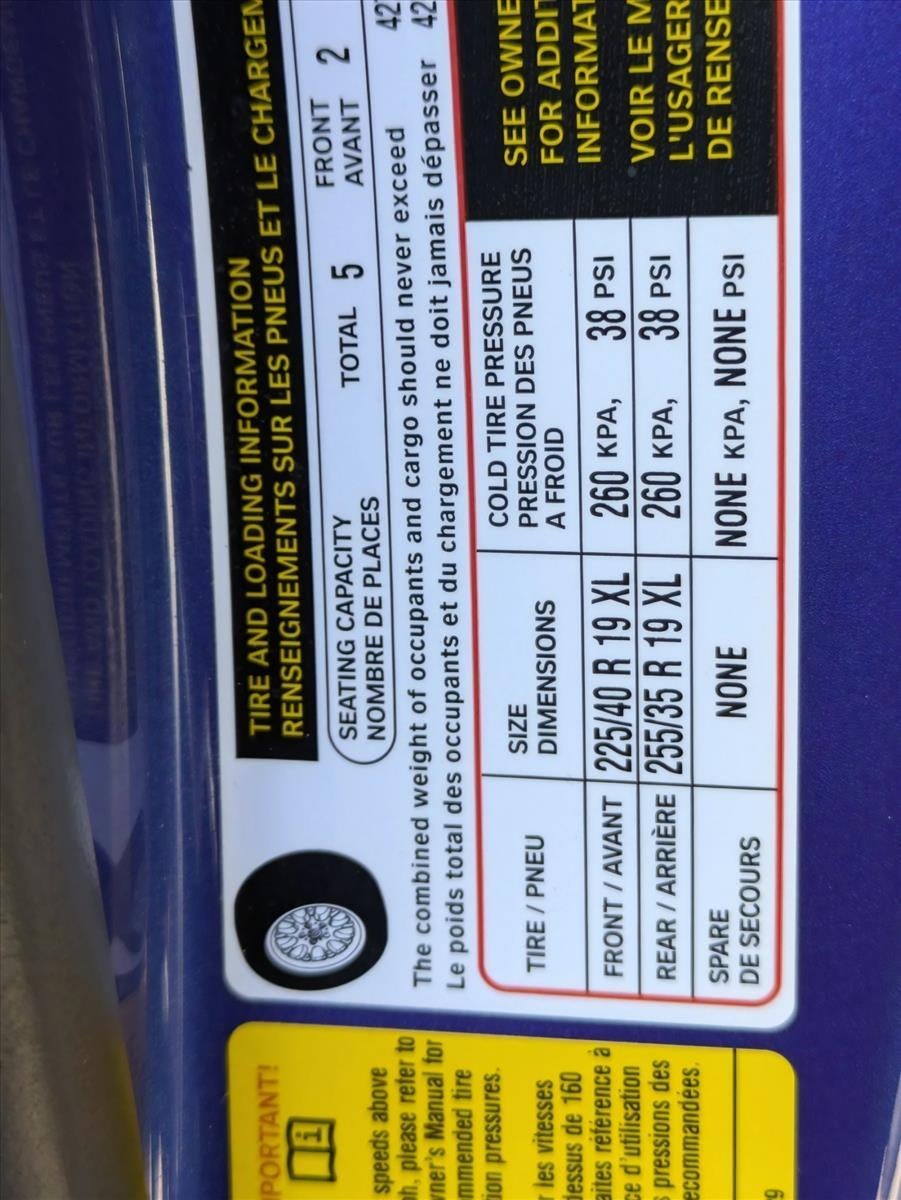 TIRE AND LOADING INFORMATION
RENSEIGNEMENTS SUR LES PNEUS ET LE
SEATING CAPACITY
NOMBRE DE PLACES
TOTAL 5
FRONT
AVANT 2
The combined weight of occupants and cargo should never exceed 42
Le poids total des occupants et du chargement ne doit jamais dépasser 42
TIRE / PNEU
SIZE
DIMENSIONS
COLD TIRE PRESSURE
PRESSION DES PNEUS
A FROID
FRONT / AVANT 225/40 R 19 XL 260 KPA, 38 PSI
REAR / ARRIÈRE 255/35 R 19 XL 260 KPA, 38 PSI
SPARE
DE SECOURS
NONE NONE KPA, NONE PSI
SEE OWNE
FOR ADDIT
INFORMAT
VOIR LE M
L'USAGER
DE RENSE
PORTANT!
speeds above
please refer to
ner's Manual for
mmended tire
ion pressures.
les vitesses
dessus de 160
aites référence à
ce d'utilisation
pressions des
ecommandées.